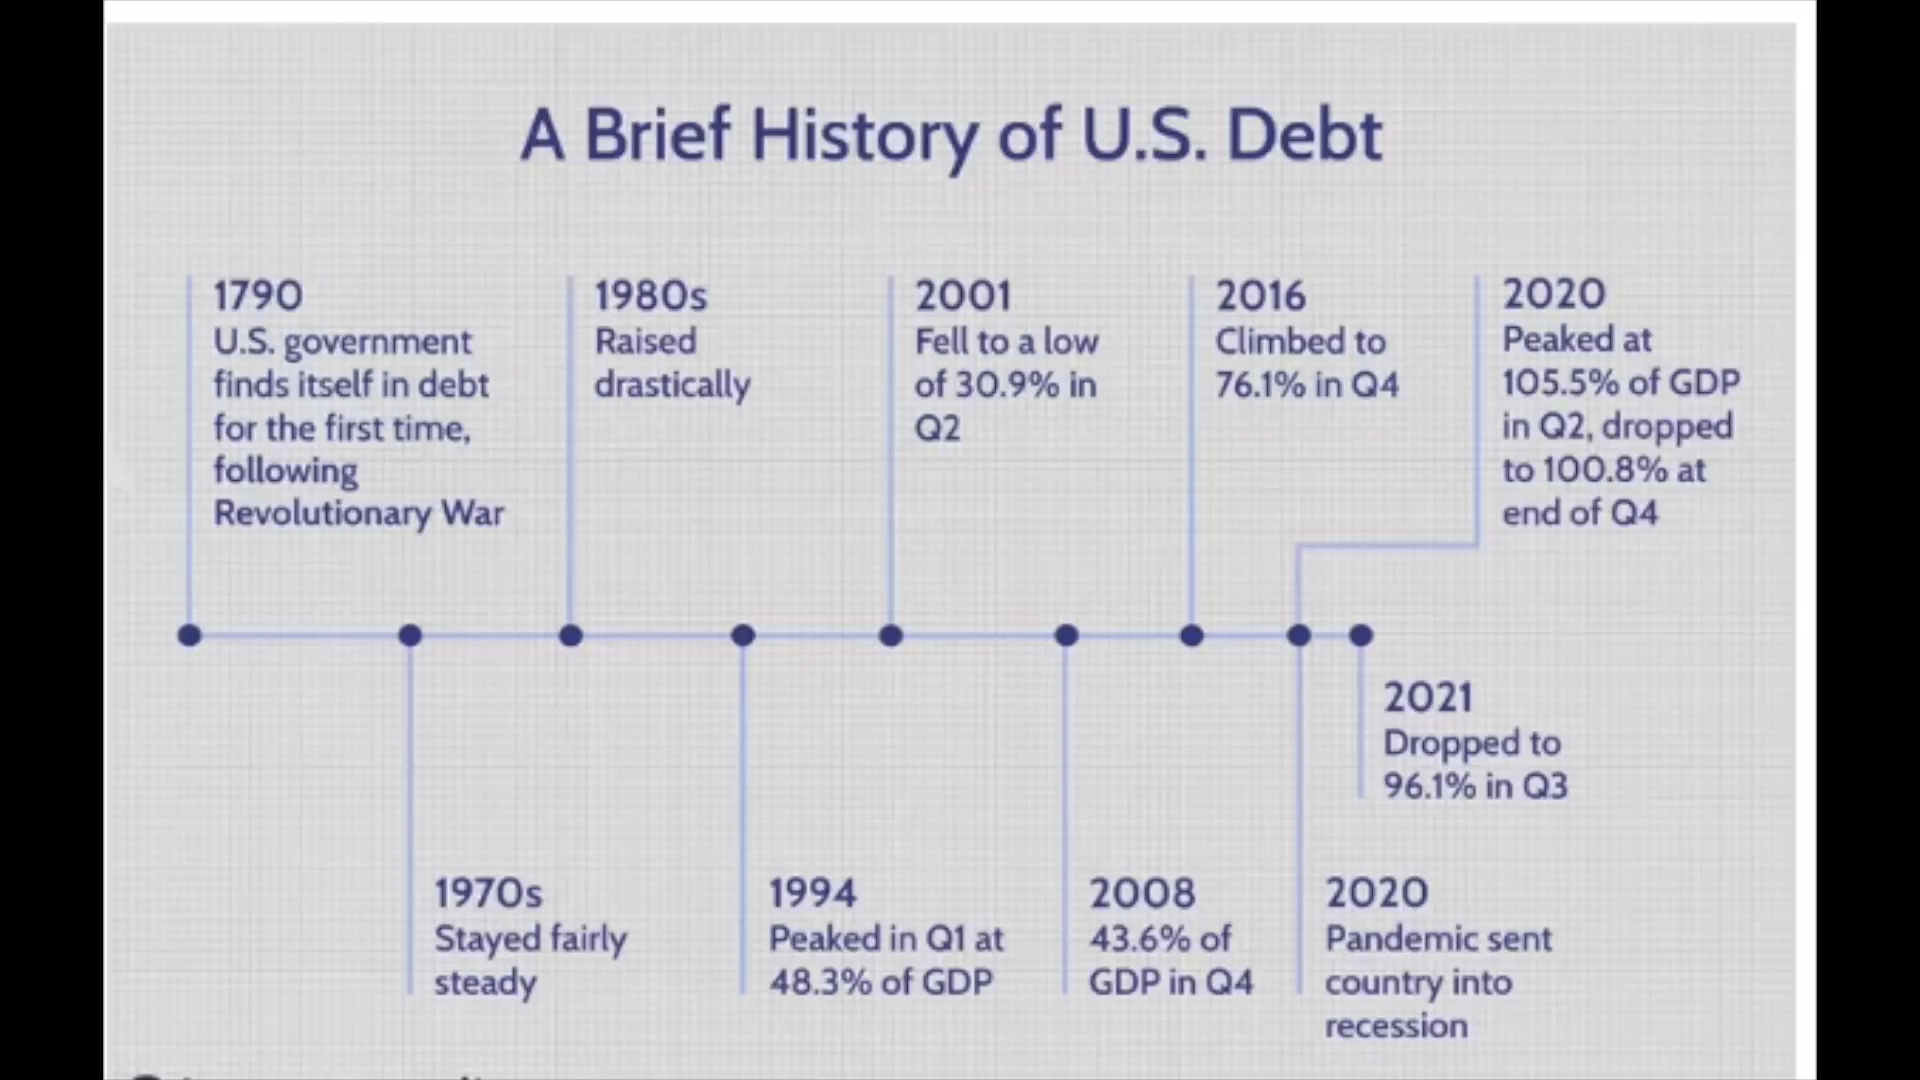 A Brief History of U.S. Debt
1790
U.S. government
finds itself in debt
for the first time,
following
Revolutionary War
1980s
Raised
drastically
2001
Fell to a low
of 30.9% in
Q2
2016
Climbed to
76.1% in Q4
2020
Peaked at
105.5% of GDP
in Q2, dropped
to 100.8% at
end of Q4
2021
Dropped to
96.1% in Q3
1970s
Stayed fairly
steady
1994
Peaked in Q1 at
48.3% of GDP
2008
43.6% of
GDP in Q4
2020
Pandemic sent
country into
recession